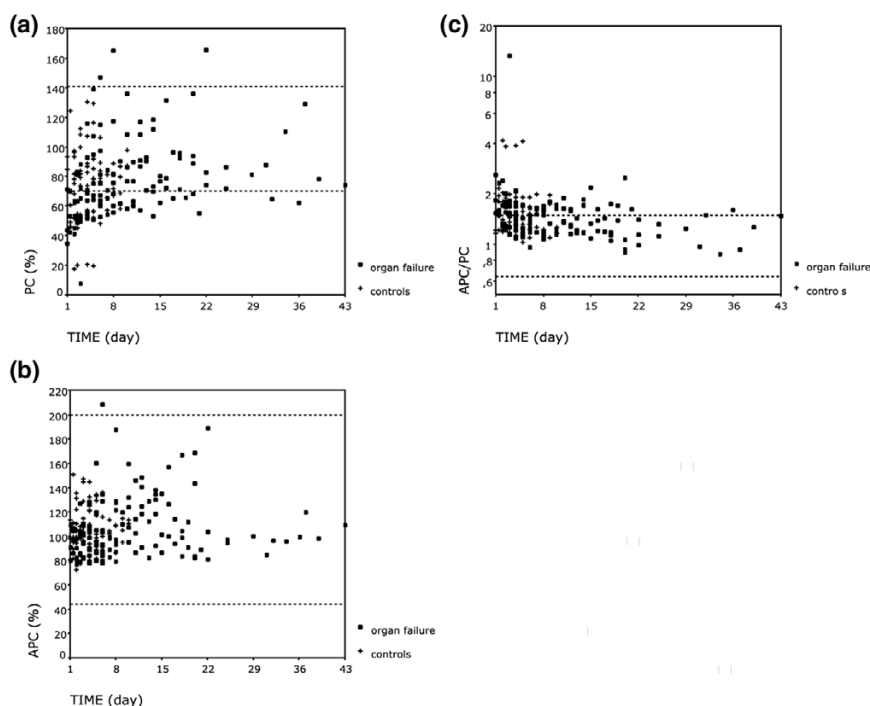 (a)
180
160
140
120
100
80
60
40
20
0
PC (%)
1 8 15 22 29 36 43
TIME (day)
organ failure
controls
(c)
20
10
8
6
4
2
1
,8
,6
APC/PC
1 8 15 22 29 36 43
TIME (day)
organ failure
contro s
(b)
220
200
180
160
140
120
100
80
60
40
20
0
APC (%)
1 8 15 22 29 36 43
TIME (day)
organ failure
controls